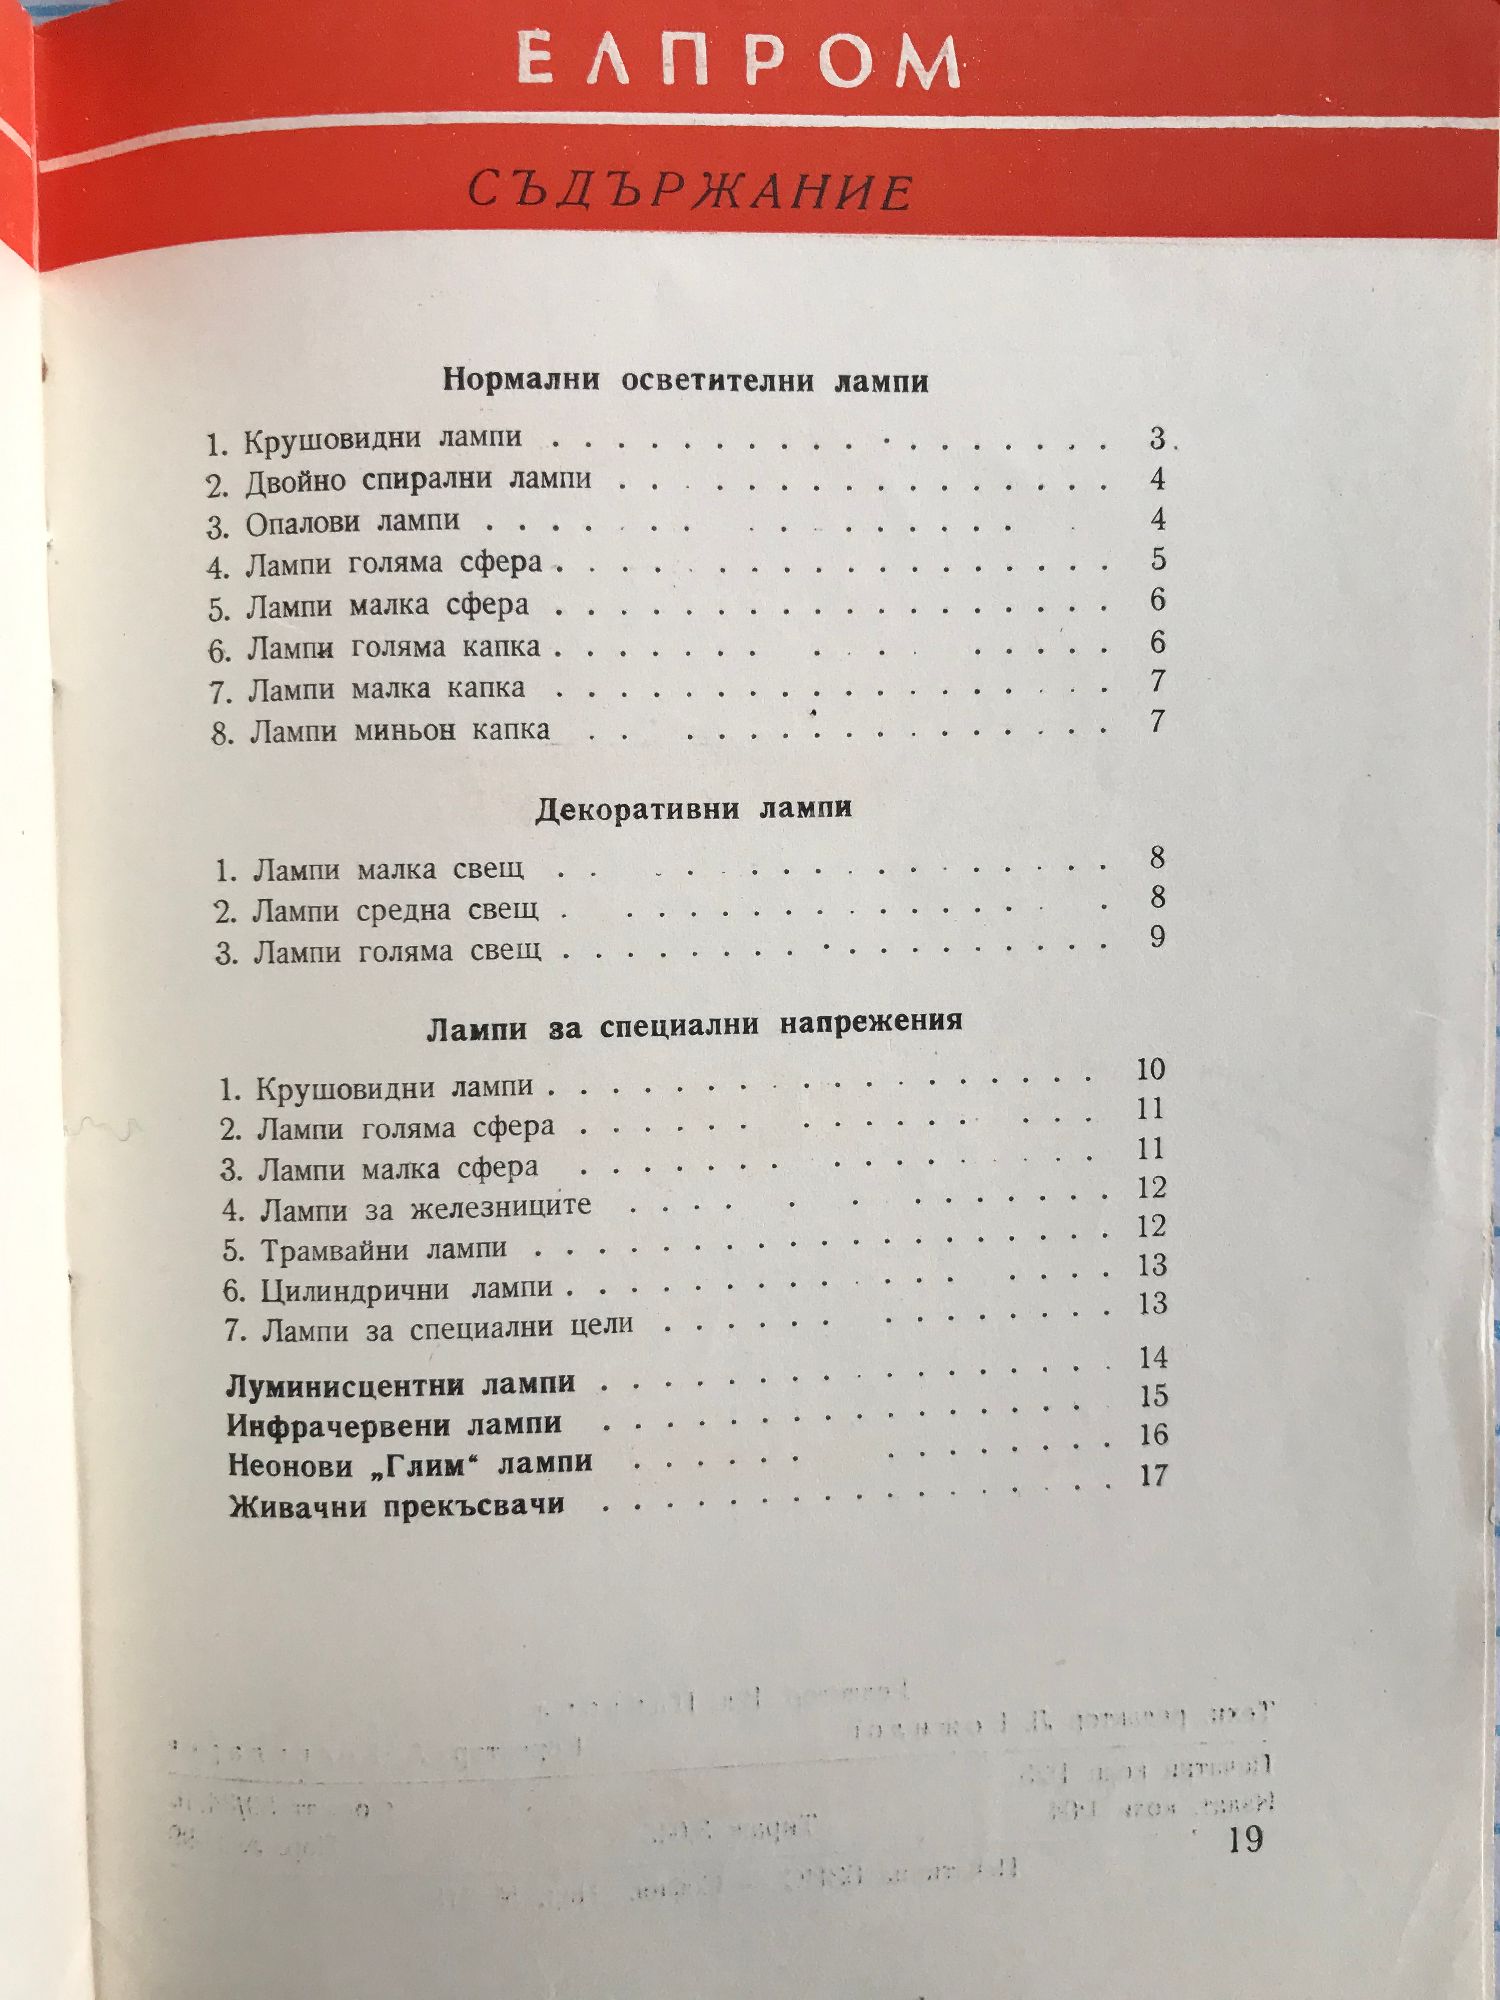 ЕЛПРОМ
СЪДЪРЖАНИЕ
Нормални осветителни лампи
1. Крушовидни лампи . . . . . . . . . . . . . . . . . . 3
2. Двойно спирални лампи . . . . . . . . . . . . . . . . 4
3. Опалови лампи . . . . . . . . . . . . . . . . 4
4. Лампи голяма сфера . . . . . . . . . . . . . . . . . . 5
5. Лампи малка сфера . . . . . . . . . . . . . . . . . . 6
6. Лампи голяма капка . . . . . . . . . . . . . . . 6
7. Лампи малка капка . . . . . . . . . . . . . . . . . . 7
8. Лампи миньон капка . . . . . . . . . . . . . . . . 7
Декоративни лампи
1. Лампи малка свещ . . . . . . . . . . . . . . . . 8
2. Лампи средна свещ . . . . . . . . . . . . . . . . 8
3. Лампи голяма свещ . . . . . . . . . . . . . . . . . . 9
Лампи за специални напрежения
1. Крушовидни лампи . . . . . . . . . . . . . . . . . . 10
2. Лампи голяма сфера . . . . . . . . . . . . . . . 11
3. Лампи малка сфера . . . . . . . . . . . . . . . . 11
4. Лампи за железниците . . . . . . . . . . . . . 12
5. Трамвайни лампи . . . . . . . . . . . . . . . . . . 12
6. Цилиндрични лампи . . . . . . . . . . . . . . . . 13
7. Лампи за специални цели . . . . . . . . . . . . . . 13
Луминисцентни лампи . . . . . . . . . . . . . . . . 14
Инфрачервени лампи . . . . . . . . . . . . . . . . 15
Неонови „Глим“ лампи . . . . . . . . . . . . . 16
Живачни прекъсвачи . . . . . . . . . . . . . . . . 17
19